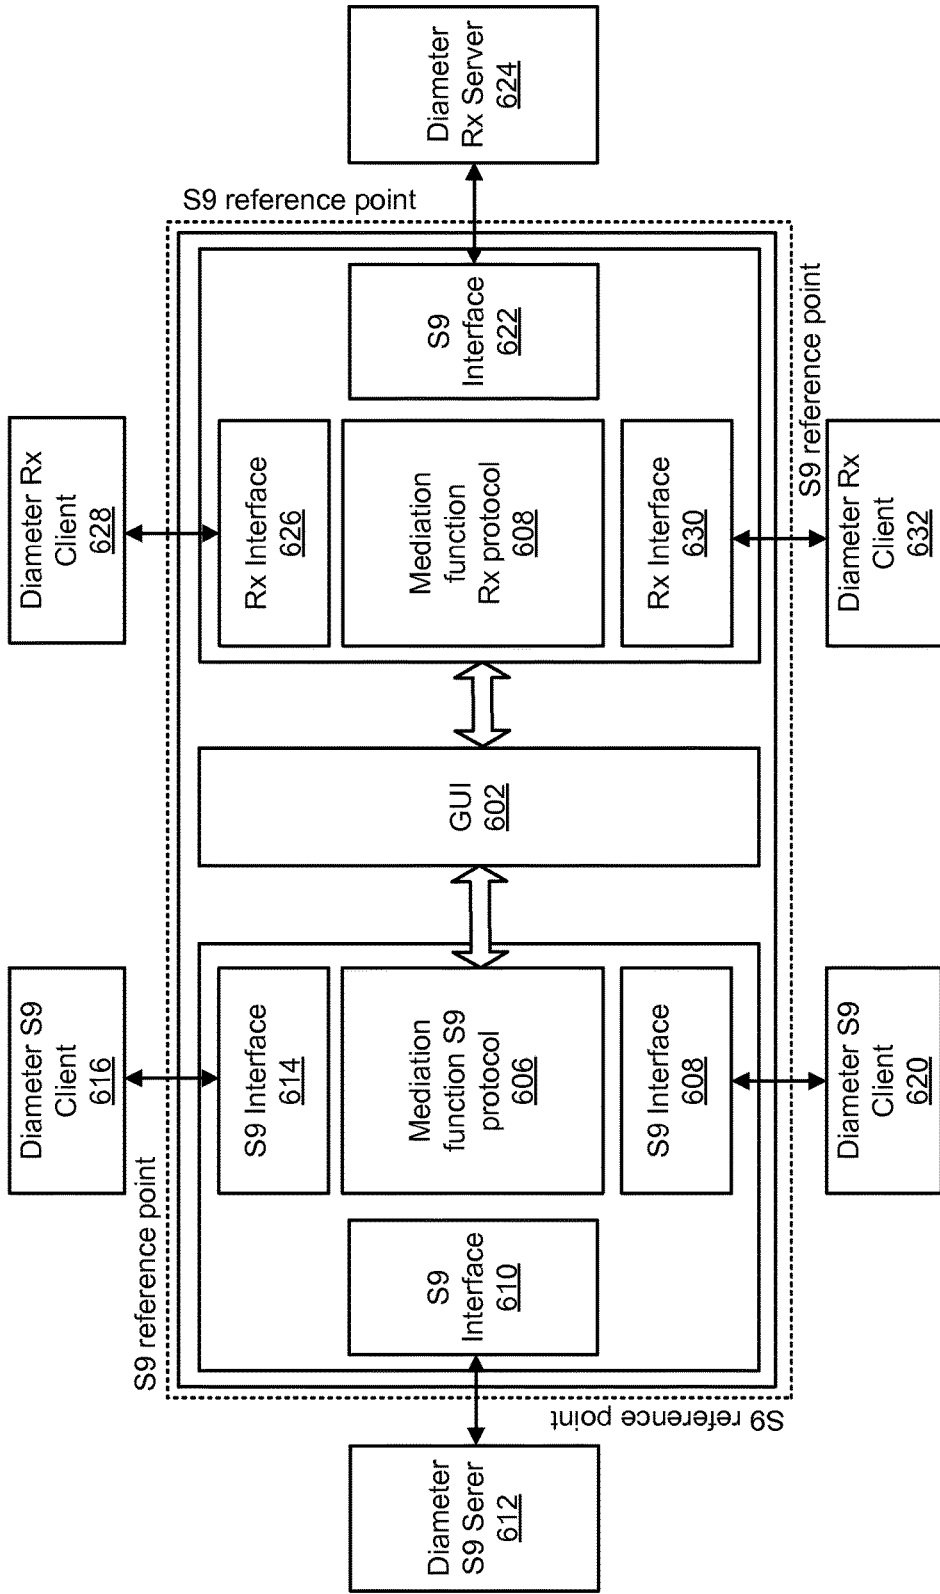 Diameter S9
Client
616
Diameter Rx
Client
628
S9 reference point
S9 reference point
S9 Interface
614
Rx Interface
626
Diameter
S9 Serer
612
S9
Interface
610
Mediation
function S9
protocol
606
GUI
602
Mediation
function
Rx protocol
608
S9
Interface
622
Diameter
Rx Server
624
S9 Interface
608
Rx Interface
630
S9 reference point
S9 reference point
Diameter S9
Client
620
Diameter Rx
Client
632